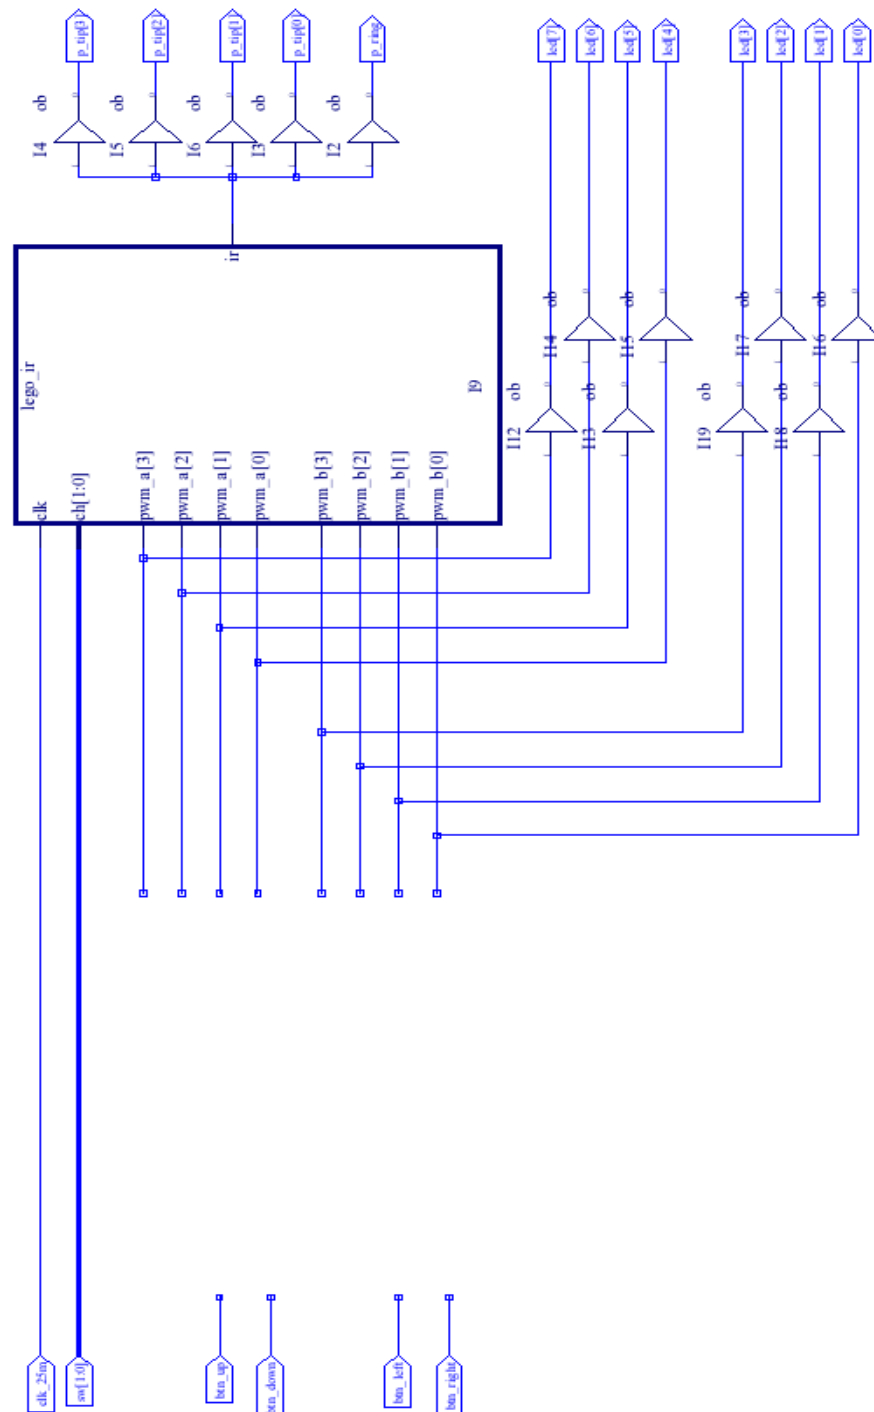 p_tip[3]
p_tip[2]
p_tip[1]
p_tip[0]
p_ring
led[7]
led[6]
led[5]
led[4]
led[3]
led[2]
led[1]
led[0]
ob
ob
ob
ob
ob
I4
I5
I6
I3
I2
ir
lego_ir
I9
clk
ch[1:0]
pwm_a[3]
pwm_a[2]
pwm_a[1]
pwm_a[0]
pwm_b[3]
pwm_b[2]
pwm_b[1]
pwm_b[0]
ob
ob
ob
ob
I14
I15
I17
I16
ob
ob
ob
ob
I12
I13
I19
I18
clk_25m
sw[1:0]
btn_up
btn_down
btn_left
btn_right